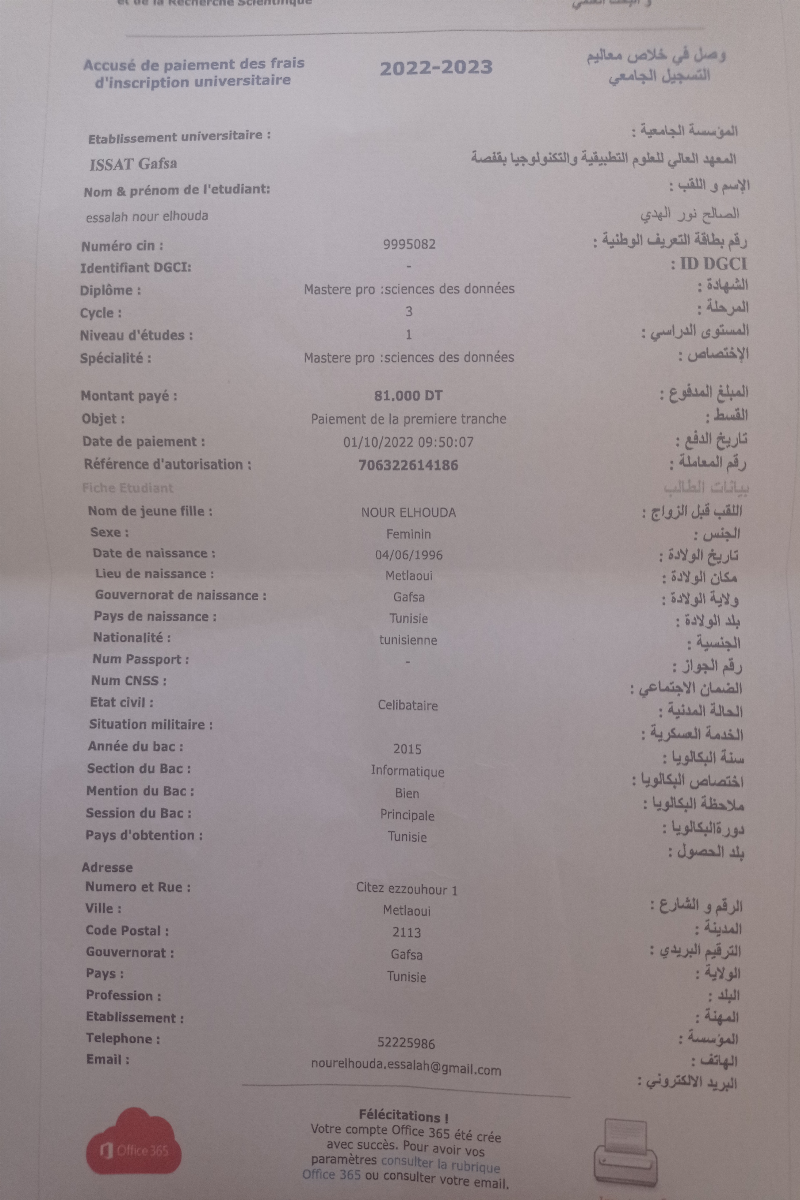 et de la Recherche Scientifique
Accusé de paiement des frais d'inscription universitaire
2022-2023
وصل في خلاص معاليم التسجيل الجامعي
Etablissement universitaire : المؤسسة الجامعية :
ISSAT Gafsa المعهد العالي للعلوم التطبيقية والتكنولوجيا بقفصة
Nom & prénom de l'etudiant: الإسم و اللقب :
essalah nour elhouda الصالح نور الهدي
Numéro cin : 9995082 رقم بطاقة التعريف الوطنية :
Identifiant DGCI: - ID DGCI :
Diplôme : Mastere pro :sciences des données الشهادة :
Cycle : 3 المرحلة :
Niveau d'études : 1 المستوى الدراسي :
Spécialité : Mastere pro :sciences des données الإختصاص :
Montant payé : 81.000 DT المبلغ المدفوع :
Objet : Paiement de la premiere tranche القسط :
Date de paiement : 01/10/2022 09:50:07 تاريخ الدفع :
Référence d'autorisation : 706322614186 رقم المعاملة :
Fiche Etudiant بيانات الطالب
Nom de jeune fille : NOUR ELHOUDA اللقب قبل الزواج :
Sexe : Feminin الجنس :
Date de naissance : 04/06/1996 تاريخ الولادة :
Lieu de naissance : Metlaoui مكان الولادة :
Gouvernorat de naissance : Gafsa ولاية الولادة :
Pays de naissance : Tunisie بلد الولادة :
Nationalité : tunisienne الجنسية :
Num Passport : - رقم الجواز :
Num CNSS : الضمان الاجتماعي :
Etat civil : Celibataire الحالة المدنية :
Situation militaire : الخدمة العسكرية :
Année du bac : 2015 سنة البكالويا :
Section du Bac : Informatique اختصاص البكالويا :
Mention du Bac : Bien ملاحظة البكالويا :
Session du Bac : Principale دورةالبكالويا :
Pays d'obtention : Tunisie بلد الحصول :
Adresse
Numero et Rue : Citez ezzouhour 1 الرقم و الشارع :
Ville : Metlaoui المدينة :
Code Postal : 2113 الترقيم البريدي :
Gouvernorat : Gafsa الولاية :
Pays : Tunisie البلد :
Profession : المهنة :
Etablissement : المؤسسة :
Telephone : 52225986 الهاتف :
Email : nourelhouda.essalah@gmail.com البريد الالكتروني :
Office 365
Félécitations !
Votre compte Office 365 été crée
avec succès. Pour avoir vos
paramètres consulter la rubrique
Office 365 ou consulter votre email.